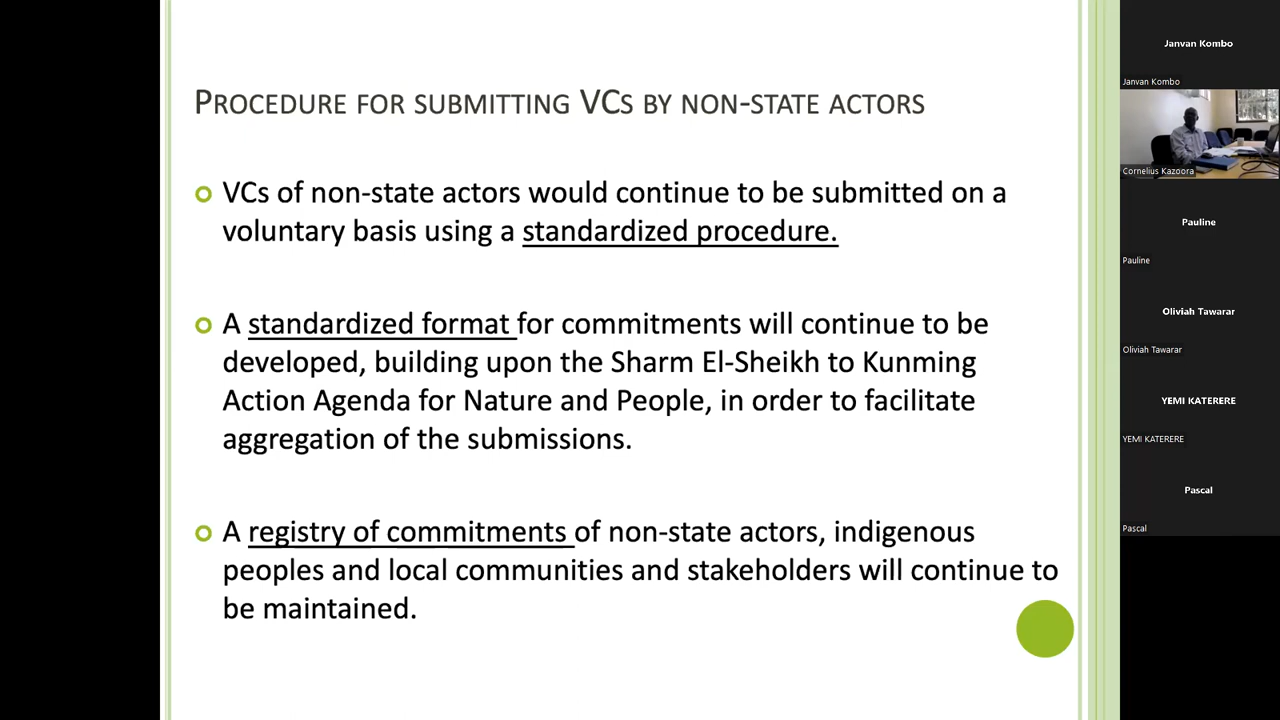 PROCEDURE FOR SUBMITTING VCS BY NON-STATE ACTORS
VCs of non-state actors would continue to be submitted on a
voluntary basis using a standardized procedure.
A standardized format for commitments will continue to be
developed, building upon the Sharm El-Sheikh to Kunming
Action Agenda for Nature and People, in order to facilitate
aggregation of the submissions.
A registry of commitments of non-state actors, indigenous
peoples and local communities and stakeholders will continue to
be maintained.
Janvan Kombo
Janvan Kombo
Cornelius Kazoora
Pauline
Pauline
Oliviah Tawarar
Oliviah Tawarar
YEMI KATERERE
YEMI KATERERE
Pascal
Pascal